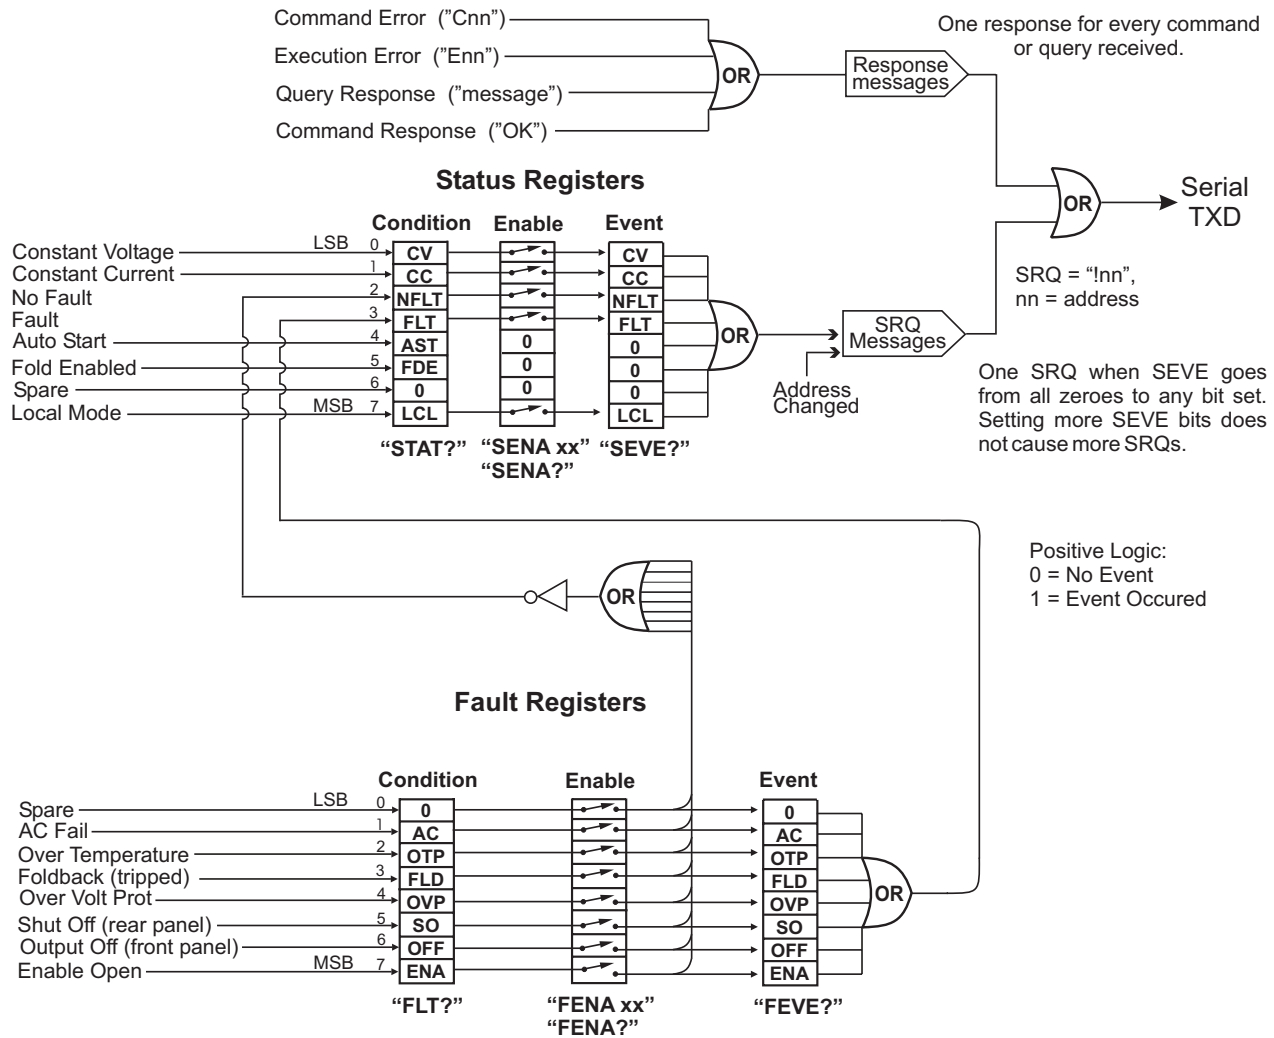 Command Error ("Cnn")
Execution Error ("Enn")
Query Response ("message")
Command Response ("OK")
OR
Response
messages
One response for every command
or query received.
OR
Serial
TXD
Status Registers
Condition Enable Event
Constant Voltage LSB 0 CV CV
Constant Current 1 CC CC
No Fault 2 NFLT NFLT
Fault 3 FLT FLT
Auto Start 4 AST 0 0
Fold Enabled 5 FDE 0 0
Spare 6 0 0 0
Local Mode MSB 7 LCL LCL
"STAT?" "SENA xx" "SEVE?"
"SENA?"
OR
SRQ
Messages
Address
Changed
SRQ = "!nn",
nn = address
One SRQ when SEVE goes
from all zeroes to any bit set.
Setting more SEVE bits does
not cause more SRQs.
Positive Logic:
0 = No Event
1 = Event Occured
OR
Fault Registers
Condition Enable Event
Spare LSB 0 0 0
AC Fail 1 AC AC
Over Temperature 2 OTP OTP
Foldback (tripped) 3 FLD FLD
Over Volt Prot 4 OVP OVP
Shut Off (rear panel) 5 SO SO
Output Off (front panel) 6 OFF OFF
Enable Open MSB 7 ENA ENA
OR
"FLT?" "FENA xx" "FEVE?"
"FENA?"